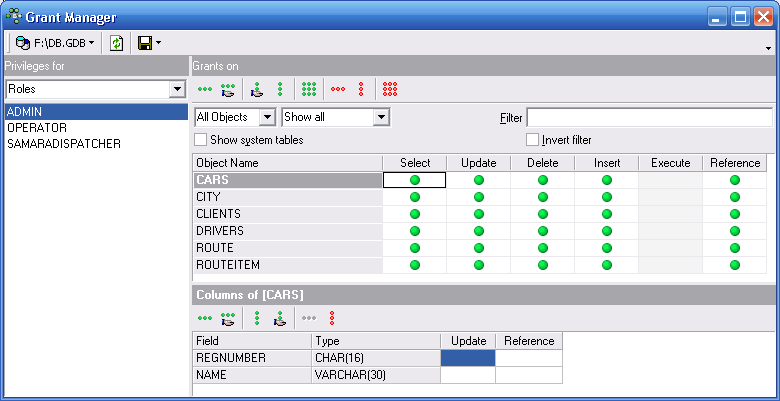 Grant Manager
F:\DB.GDB
Privileges for
Grants on
Roles
ADMIN
OPERATOR
SAMARADISPATCHER
All Objects Show all Filter
Show system tables Invert filter
Object Name Select Update Delete Insert Execute Reference
CARS
CITY
CLIENTS
DRIVERS
ROUTE
ROUTEITEM
Columns of [CARS]
Field Type Update Reference
REGNUMBER CHAR(16)
NAME VARCHAR(30)